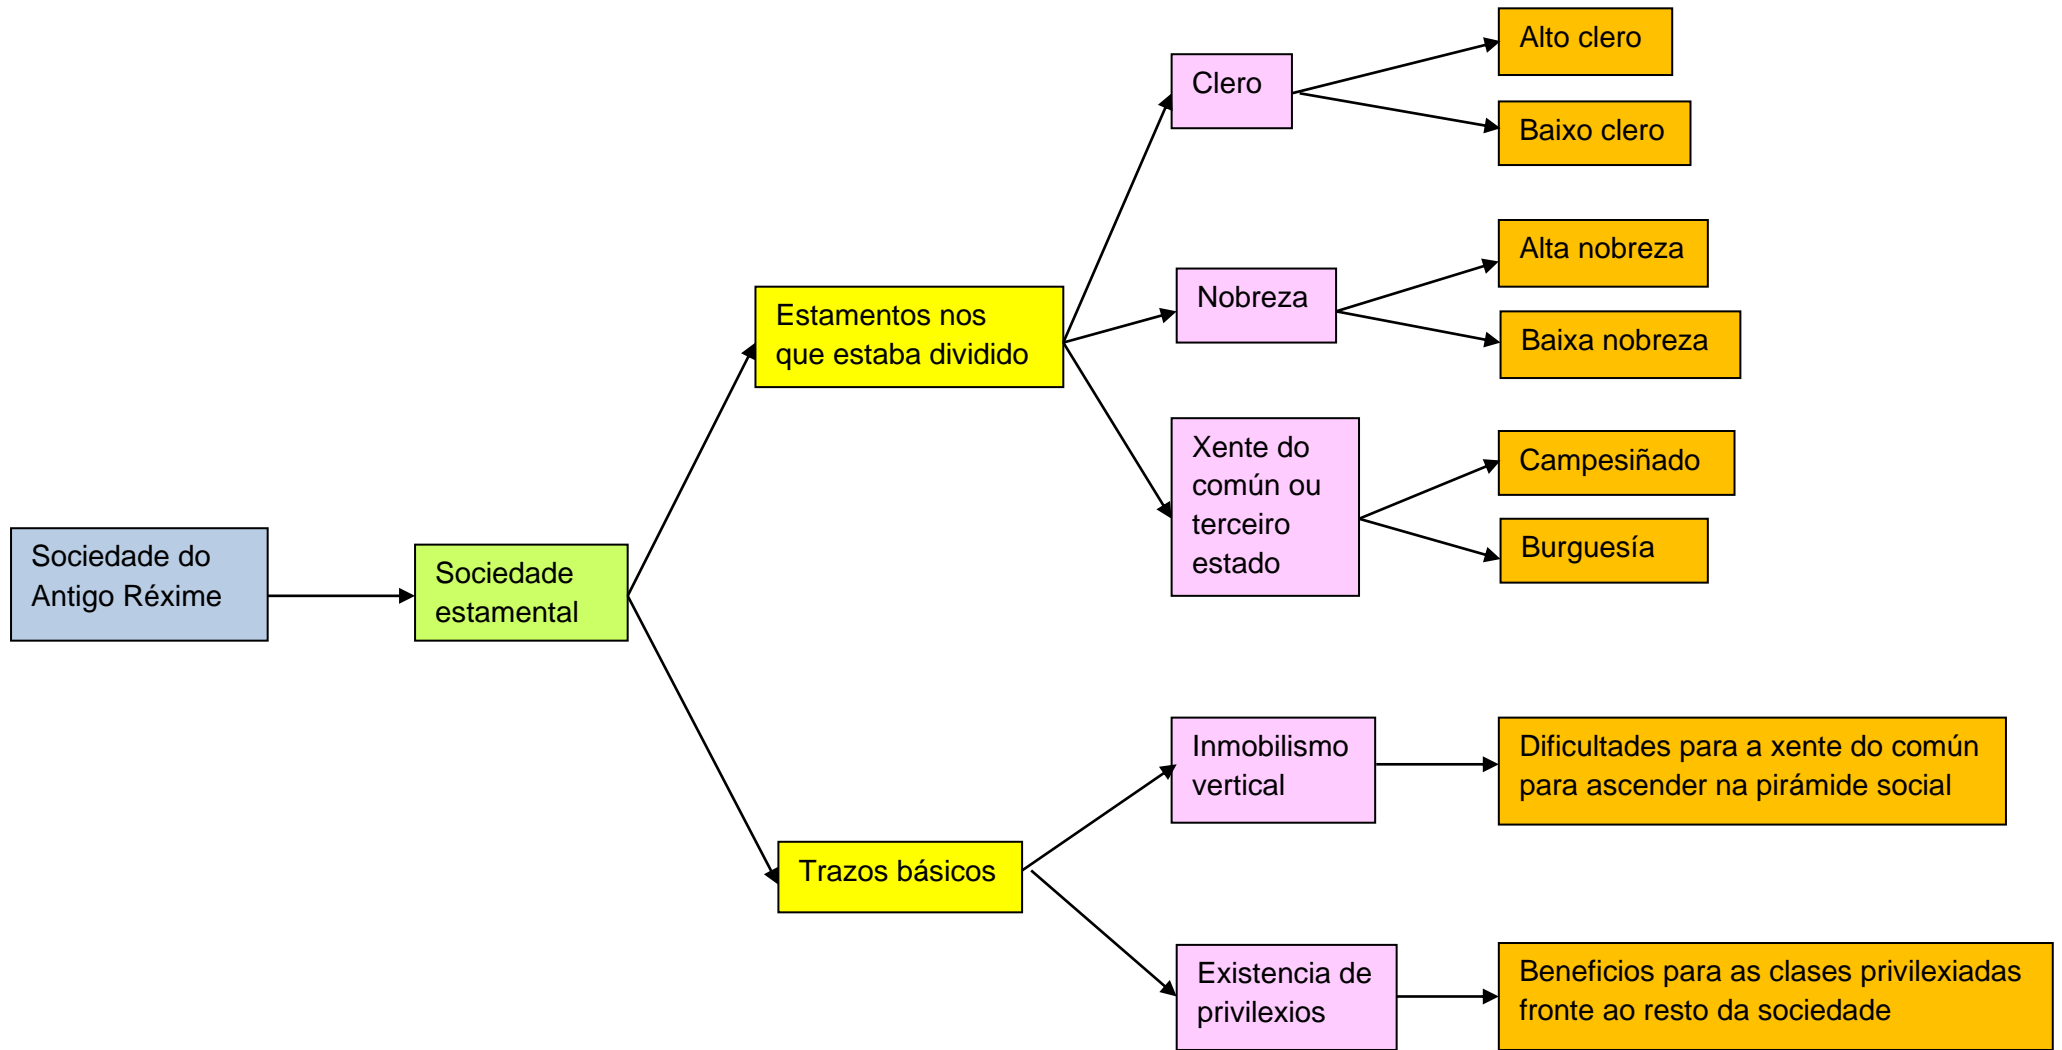 Sociedade do
Antigo Réxime
Sociedade
estamental
Estamentos nos
que estaba dividido
Clero
Alto clero
Baixo clero
Nobreza
Alta nobreza
Baixa nobreza
Xente do
común ou
terceiro
estado
Campesiñado
Burguesía
Trazos básicos
Inmobilismo
vertical
Dificultades para a xente do común
para ascender na pirámide social
Existencia de
privilexios
Beneficios para as clases privilexiadas
fronte ao resto da sociedade